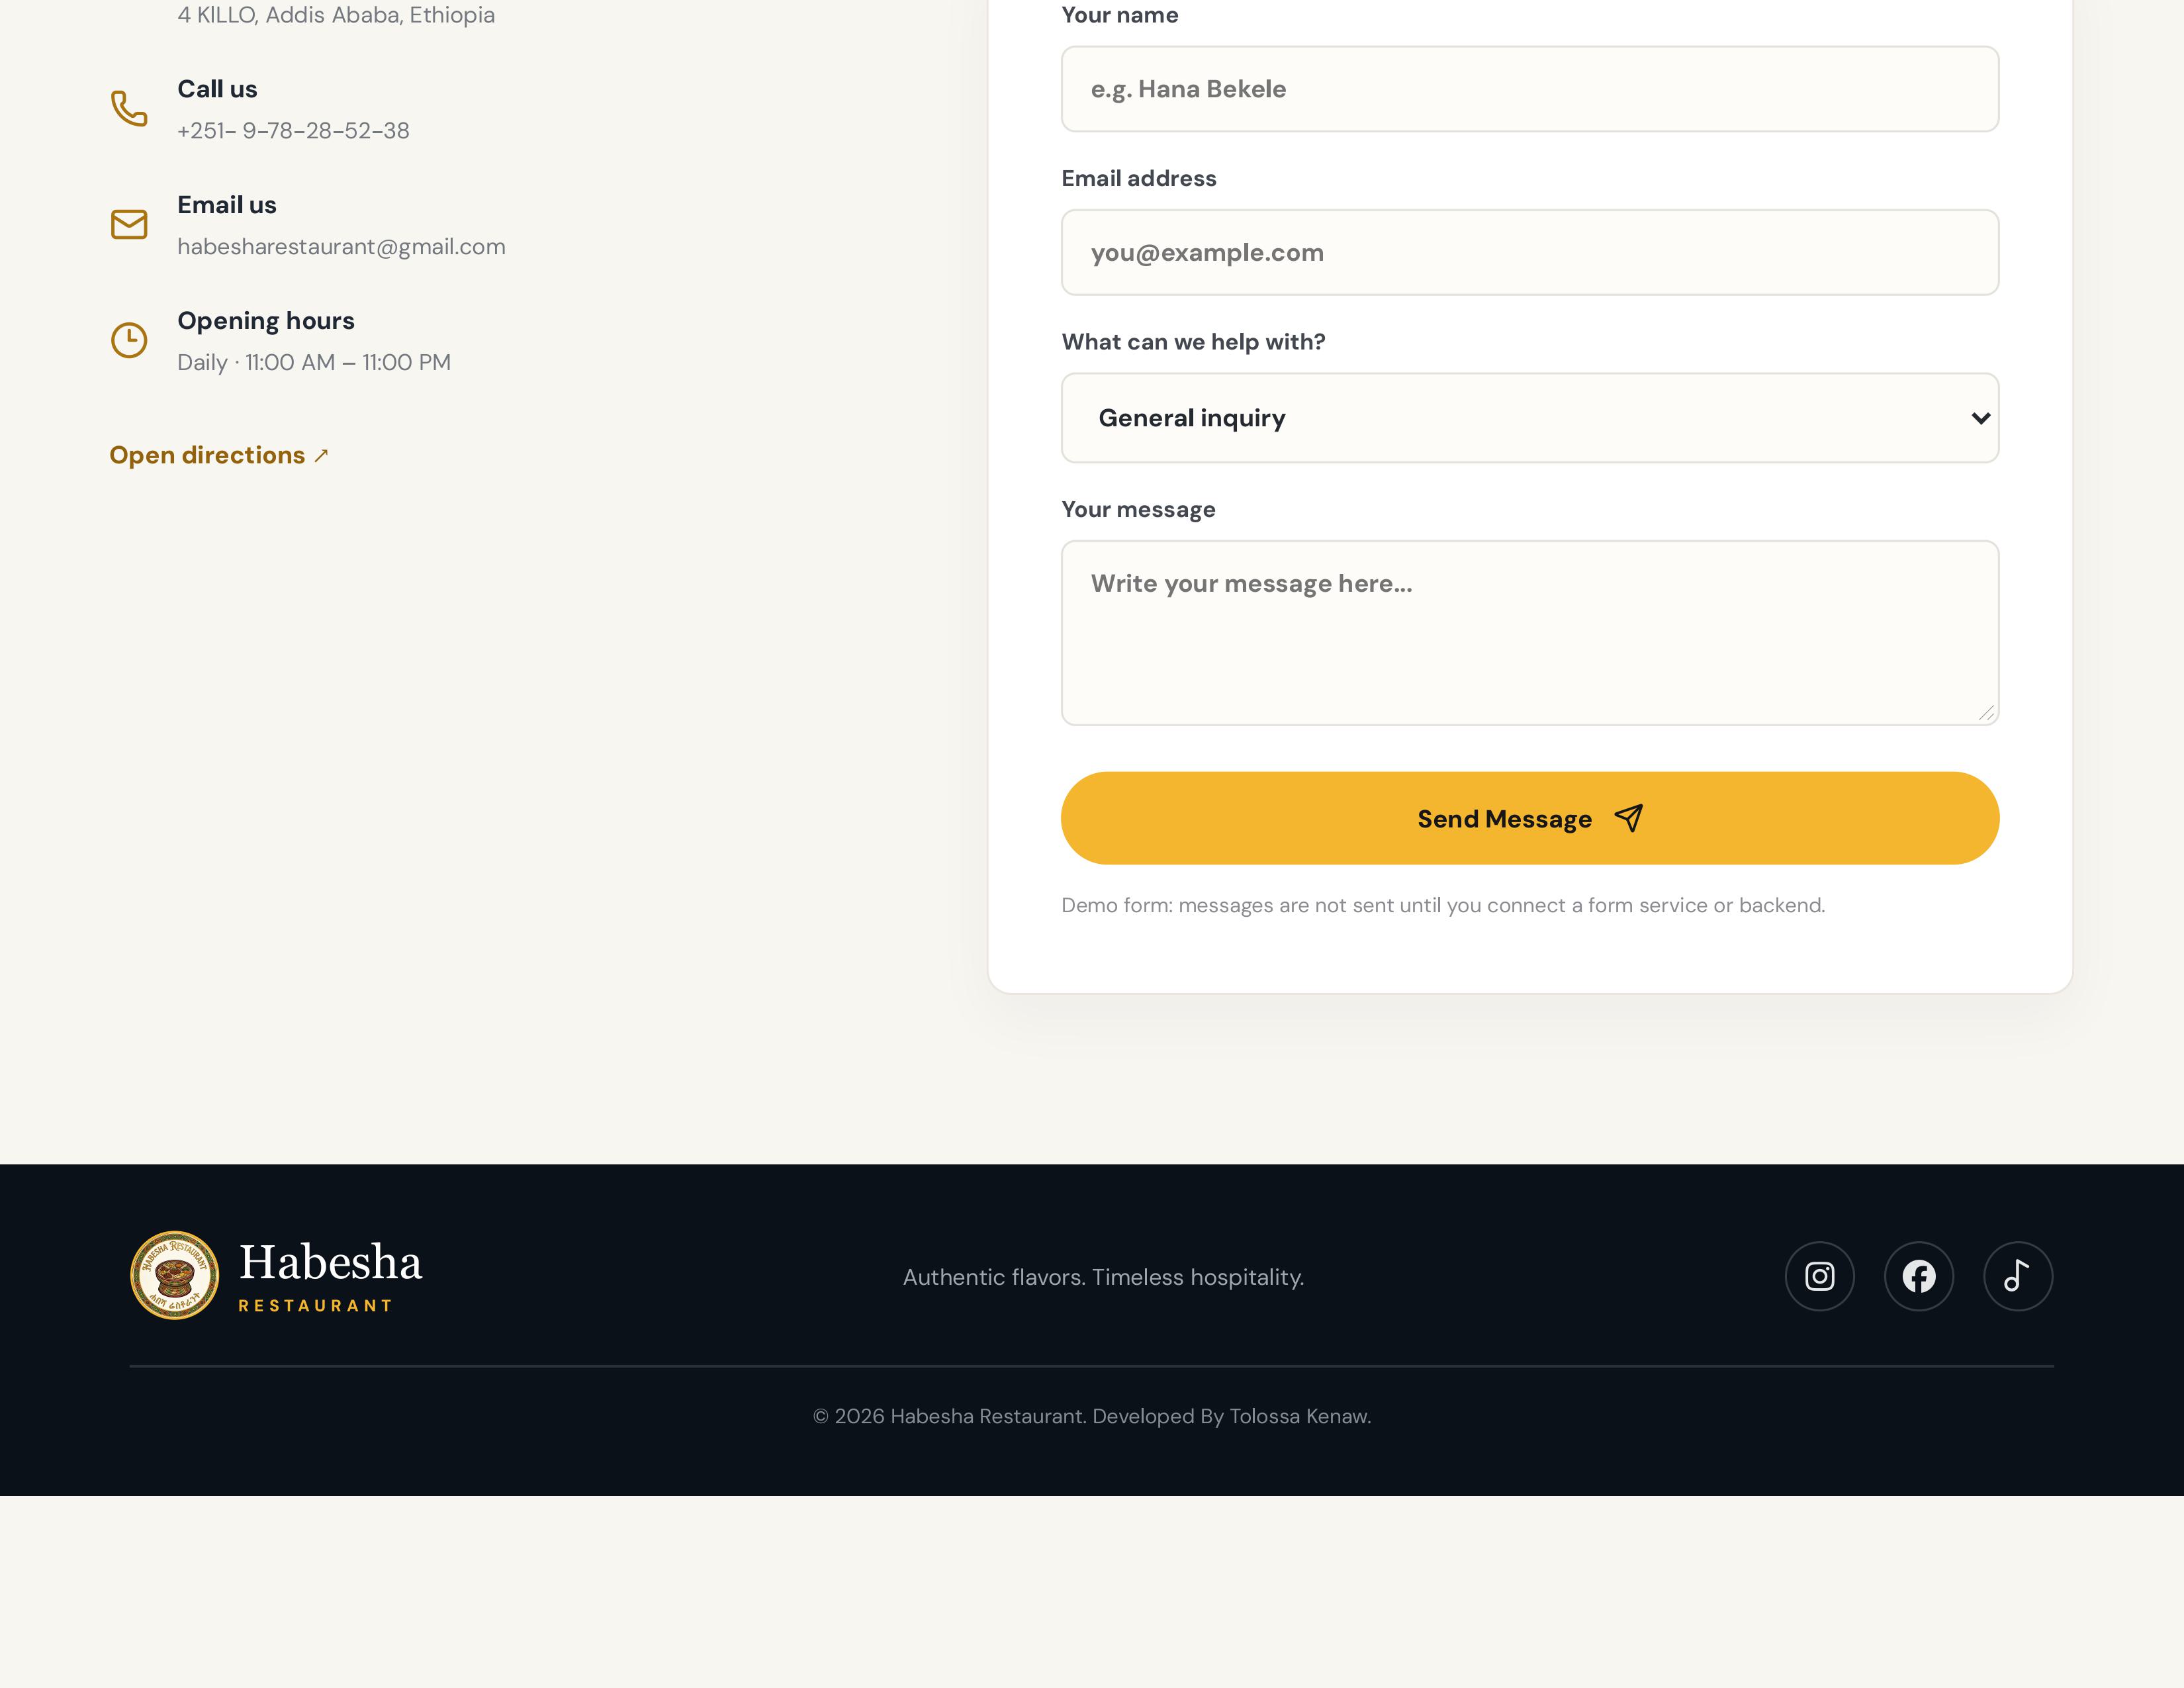 4 KILLO, Addis Ababa, Ethiopia
Call us
+251- 9-78-28-52-38
Email us
habesharestaurant@gmail.com
Opening hours
Daily · 11:00 AM – 11:00 PM
Open directions ↗
Your name
e.g. Hana Bekele
Email address
you@example.com
What can we help with?
General inquiry
Your message
Write your message here...
Send Message
Demo form: messages are not sent until you connect a form service or backend.
HABESHA RESTAURANT
Habesha
RESTAURANT
Authentic flavors. Timeless hospitality.
© 2026 Habesha Restaurant. Developed By Tolossa Kenaw.